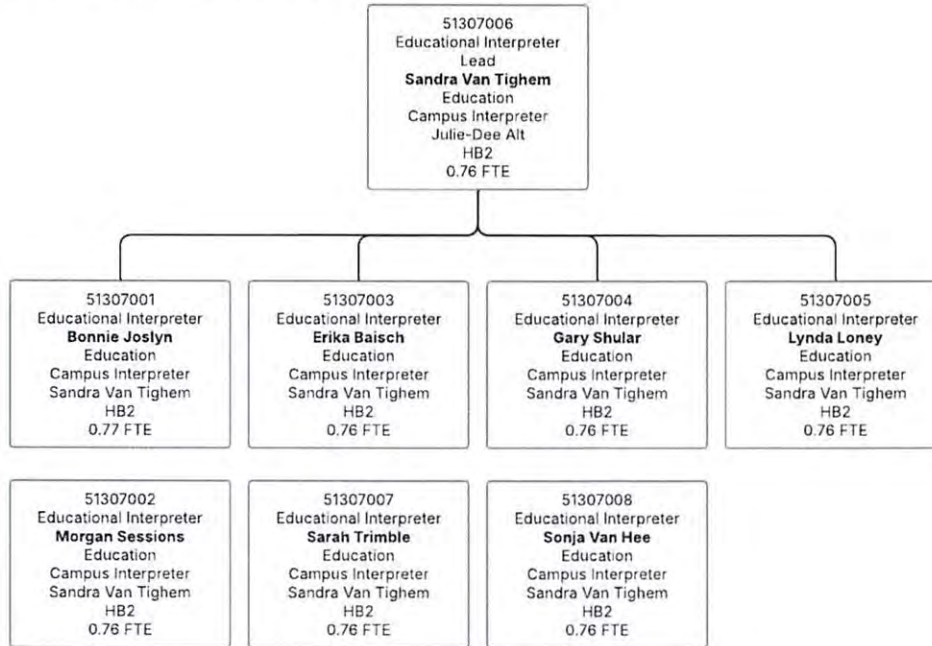 51307006
Educational Interpreter
Lead
Sandra Van Tighem
Education
Campus Interpreter
Julie-Dee Alt
HB2
0.76 FTE
51307001
Educational Interpreter
Bonnie Joslyn
Education
Campus Interpreter
Sandra Van Tighem
HB2
0.77 FTE
51307003
Educational Interpreter
Erika Baisch
Education
Campus Interpreter
Sandra Van Tighem
HB2
0.76 FTE
51307004
Educational Interpreter
Gary Shular
Education
Campus Interpreter
Sandra Van Tighem
HB2
0.76 FTE
51307005
Educational Interpreter
Lynda Loney
Education
Campus Interpreter
Sandra Van Tighem
HB2
0.76 FTE
51307002
Educational Interpreter
Morgan Sessions
Education
Campus Interpreter
Sandra Van Tighem
HB2
0.76 FTE
51307007
Educational Interpreter
Sarah Trimble
Education
Campus Interpreter
Sandra Van Tighem
HB2
0.76 FTE
51307008
Educational Interpreter
Sonja Van Hee
Education
Campus Interpreter
Sandra Van Tighem
HB2
0.76 FTE